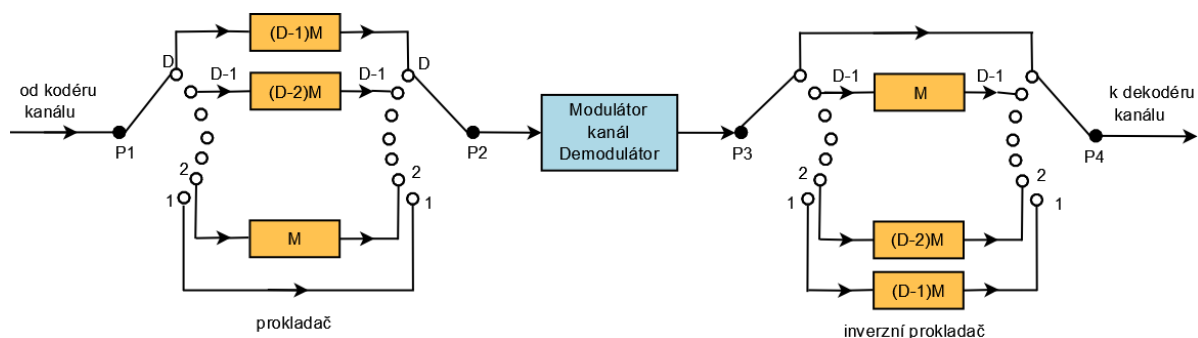 (D-1)M
D
D
D-1
(D-2)M
D-1
od kodéru
kanálu
P1
2
2
1
1
M
prokladač
P2
Modulátor
kanál
Demodulátor
P3
D-1
M
D-1
k dekodéru
kanálu
P4
2
2
1
1
(D-2)M
(D-1)M
inverzní prokladač